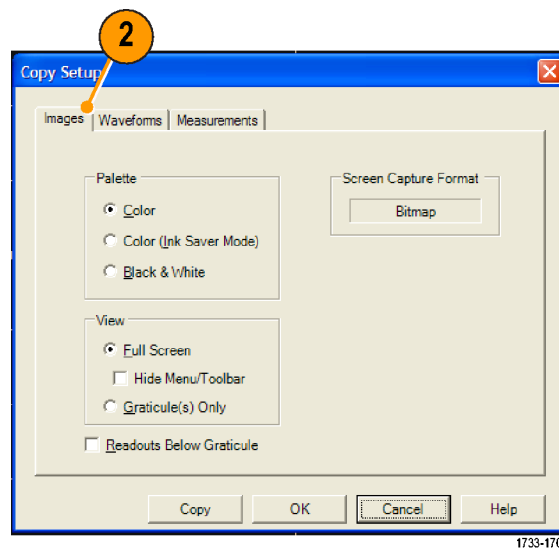 2
Copy Setup
Images Waveforms Measurements
Palette
Screen Capture Format
Color
Bitmap
Color (Ink Saver Mode)
Black & White
View
Full Screen
Hide Menu/Toolbar
Graticule(s) Only
Readouts Below Graticule
Copy OK Cancel Help